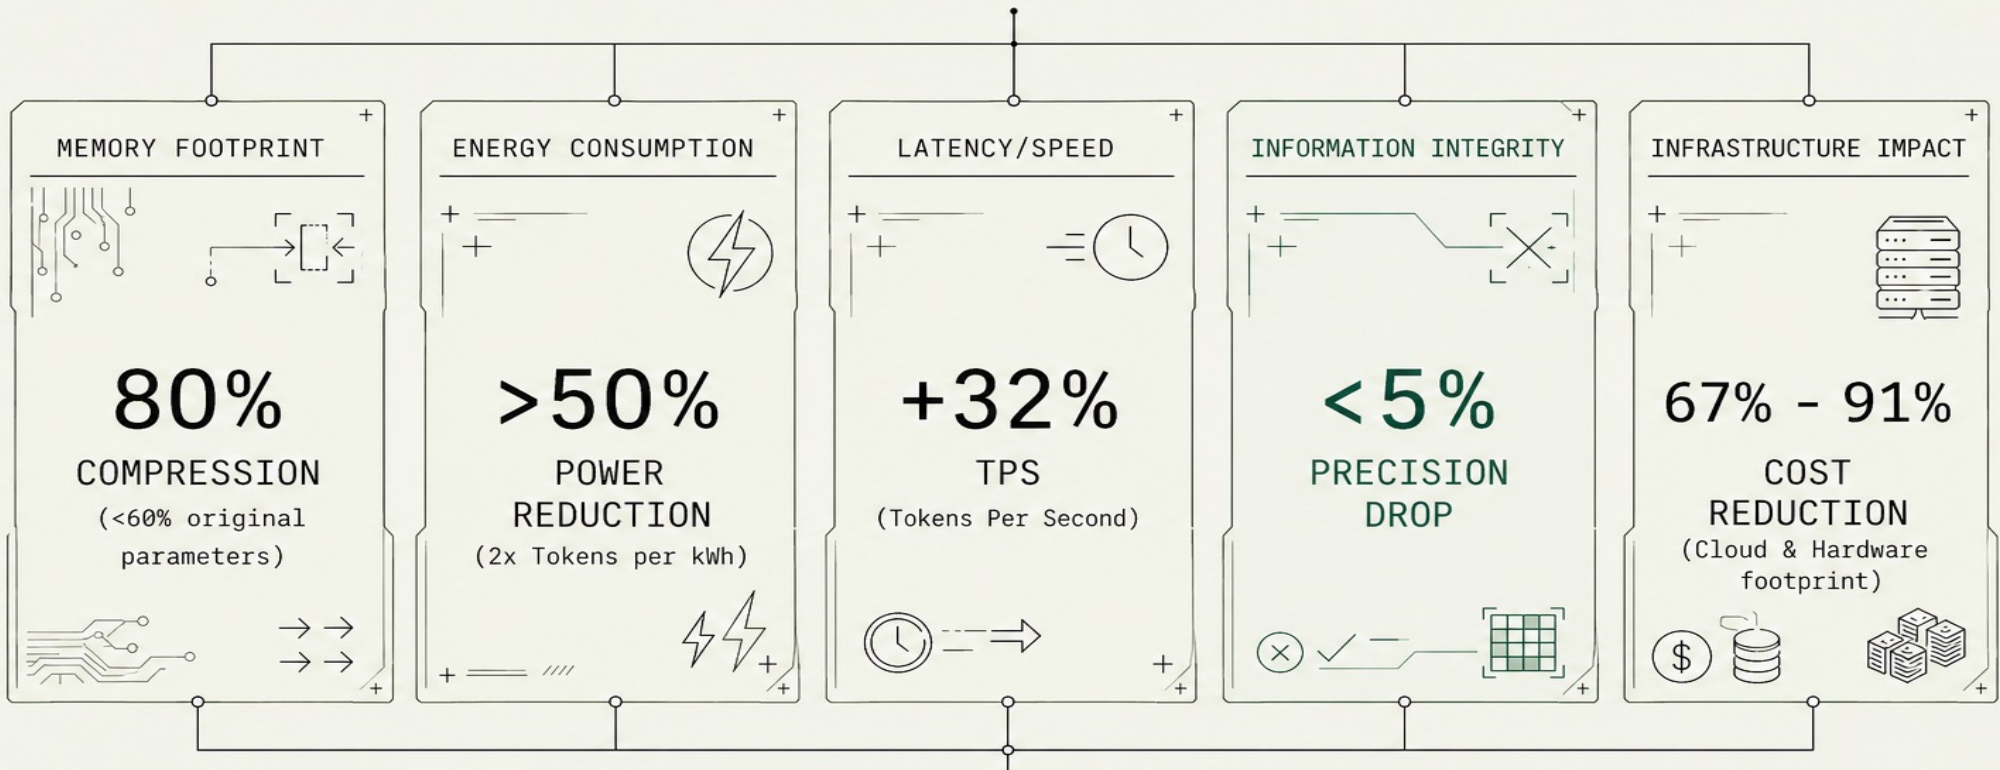 MEMORY FOOTPRINT
80%
COMPRESSION
(<60% original
parameters)
ENERGY CONSUMPTION
>50%
POWER
REDUCTION
(2x Tokens per kWh)
LATENCY/SPEED
+32%
TPS
(Tokens Per Second)
INFORMATION INTEGRITY
<5%
PRECISION
DROP
INFRASTRUCTURE IMPACT
67% - 91%
COST
REDUCTION
(Cloud & Hardware
footprint)
$